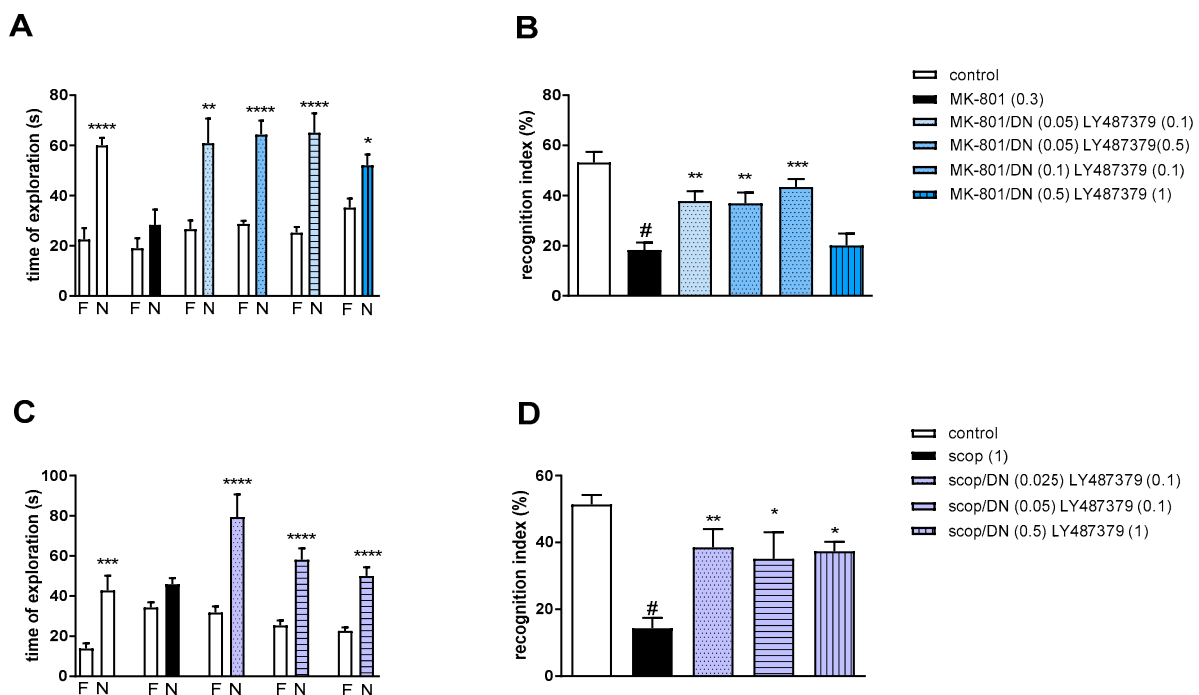 A
time of exploration (s)
80
60
40
20
0
****
**
****
****
*
F N F N F N F N F N F N
B
recognition index (%)
80
60
40
20
0
#
**
**
***
control
MK-801 (0.3)
MK-801/DN (0.05) LY487379 (0.1)
MK-801/DN (0.05) LY487379(0.5)
MK-801/DN (0.1) LY487379 (0.1)
MK-801/DN (0.5) LY487379 (1)
C
time of exploration (s)
100
80
60
40
20
0
***
****
****
****
F N F N F N F N F N
D
recognition index (%)
60
40
20
0
#
**
*
*
control
scop (1)
scop/DN (0.025) LY487379 (0.1)
scop/DN (0.05) LY487379 (0.1)
scop/DN (0.5) LY487379 (1)